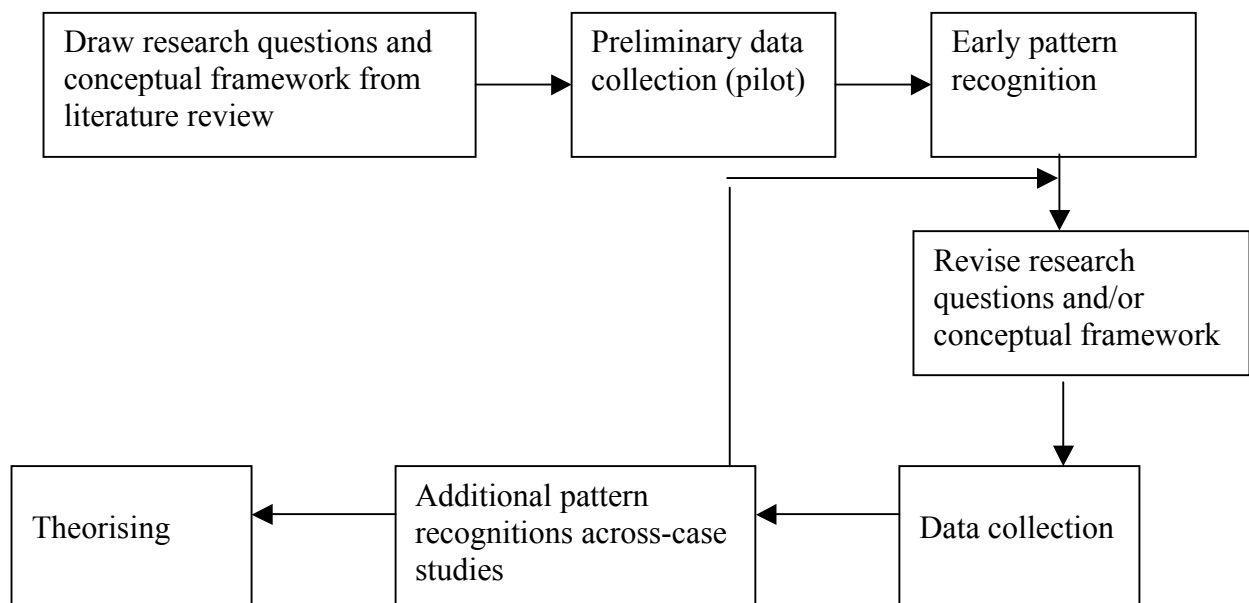 Draw research questions and
conceptual framework from
literature review
Preliminary data
collection (pilot)
Early pattern
recognition
Revise research
questions and/or
conceptual framework
Data collection
Additional pattern
recognitions across-case
studies
Theorising